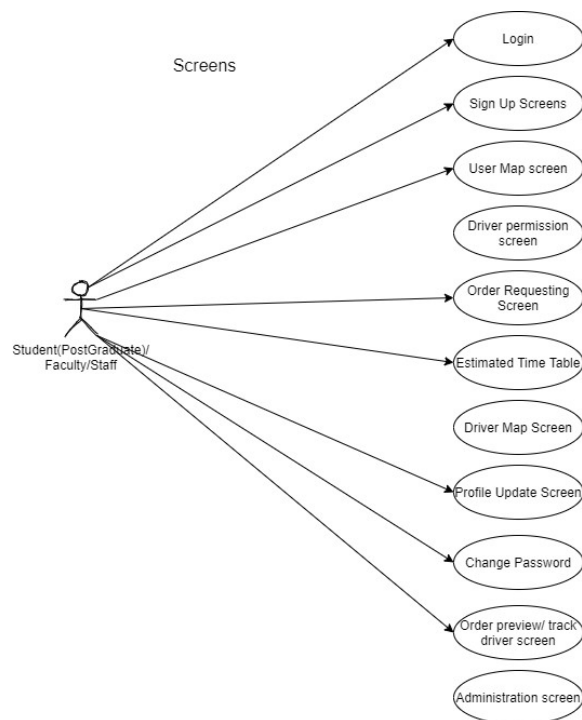 Login
Screens
Sign Up Screens
User Map screen
Driver permission
screen
Order Requesting
Screen
Student(PostGraduate)/
Faculty/Staff
Estimated Time Table
Driver Map Screen
Profile Update Screen
Change Password
Order preview/ track
driver screen
Administration screen